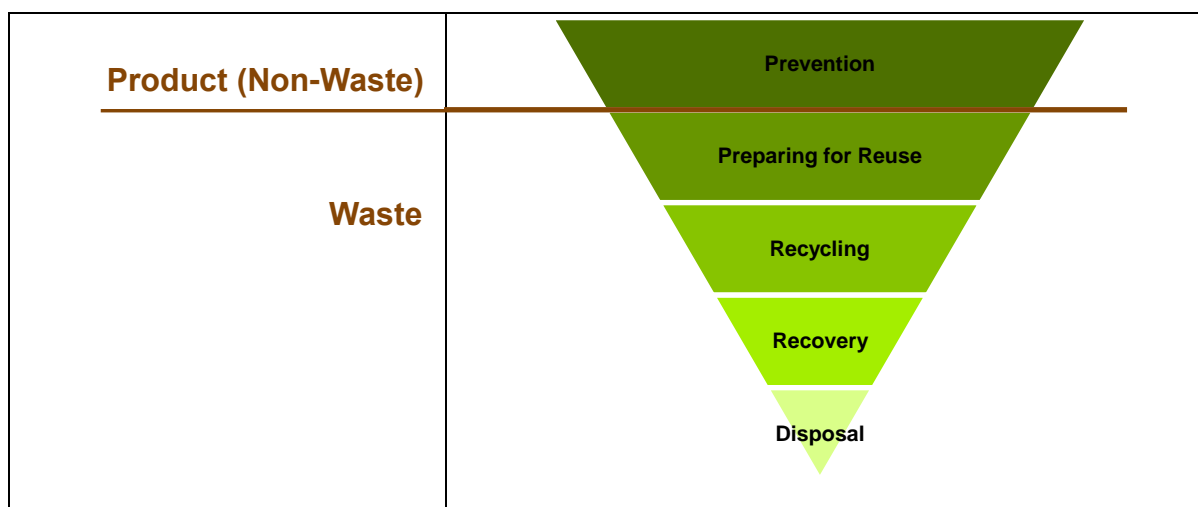 Product (Non-Waste)
Prevention
Preparing for Reuse
Waste
Recycling
Recovery
Disposal